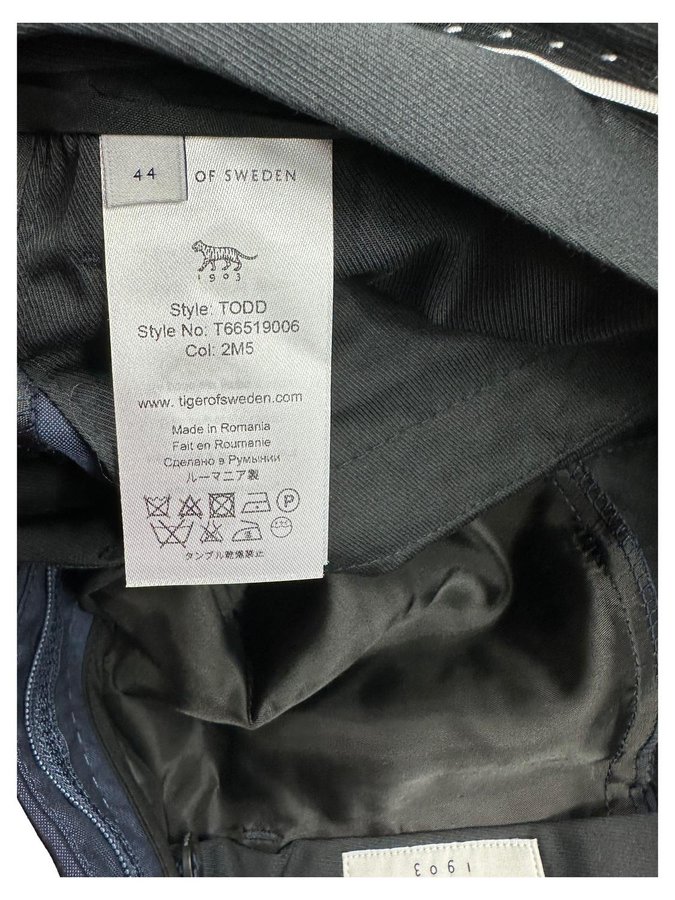 44
OF SWEDEN
1903
Style: TODD
Style No: T66519006
Col: 2M5
www. tigerofsweden.com
Made in Romania
Fait en Roumanie
Сделано в Румынии
ルーマニア製
P
タンブル乾燥禁止
1903